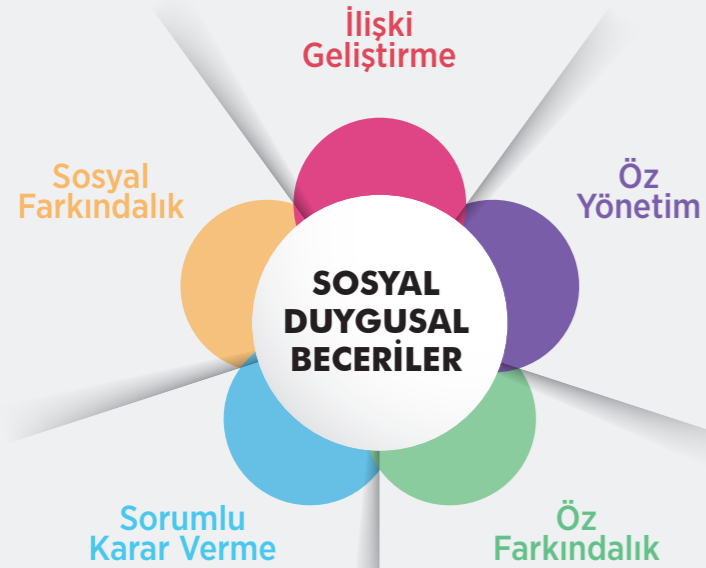 İlişki
Geliştirme
Sosyal
Farkındalık
Öz
Yönetim
SOSYAL
DUYGUSAL
BECERİLER
Sorumlu
Karar Verme
Öz
Farkındalık